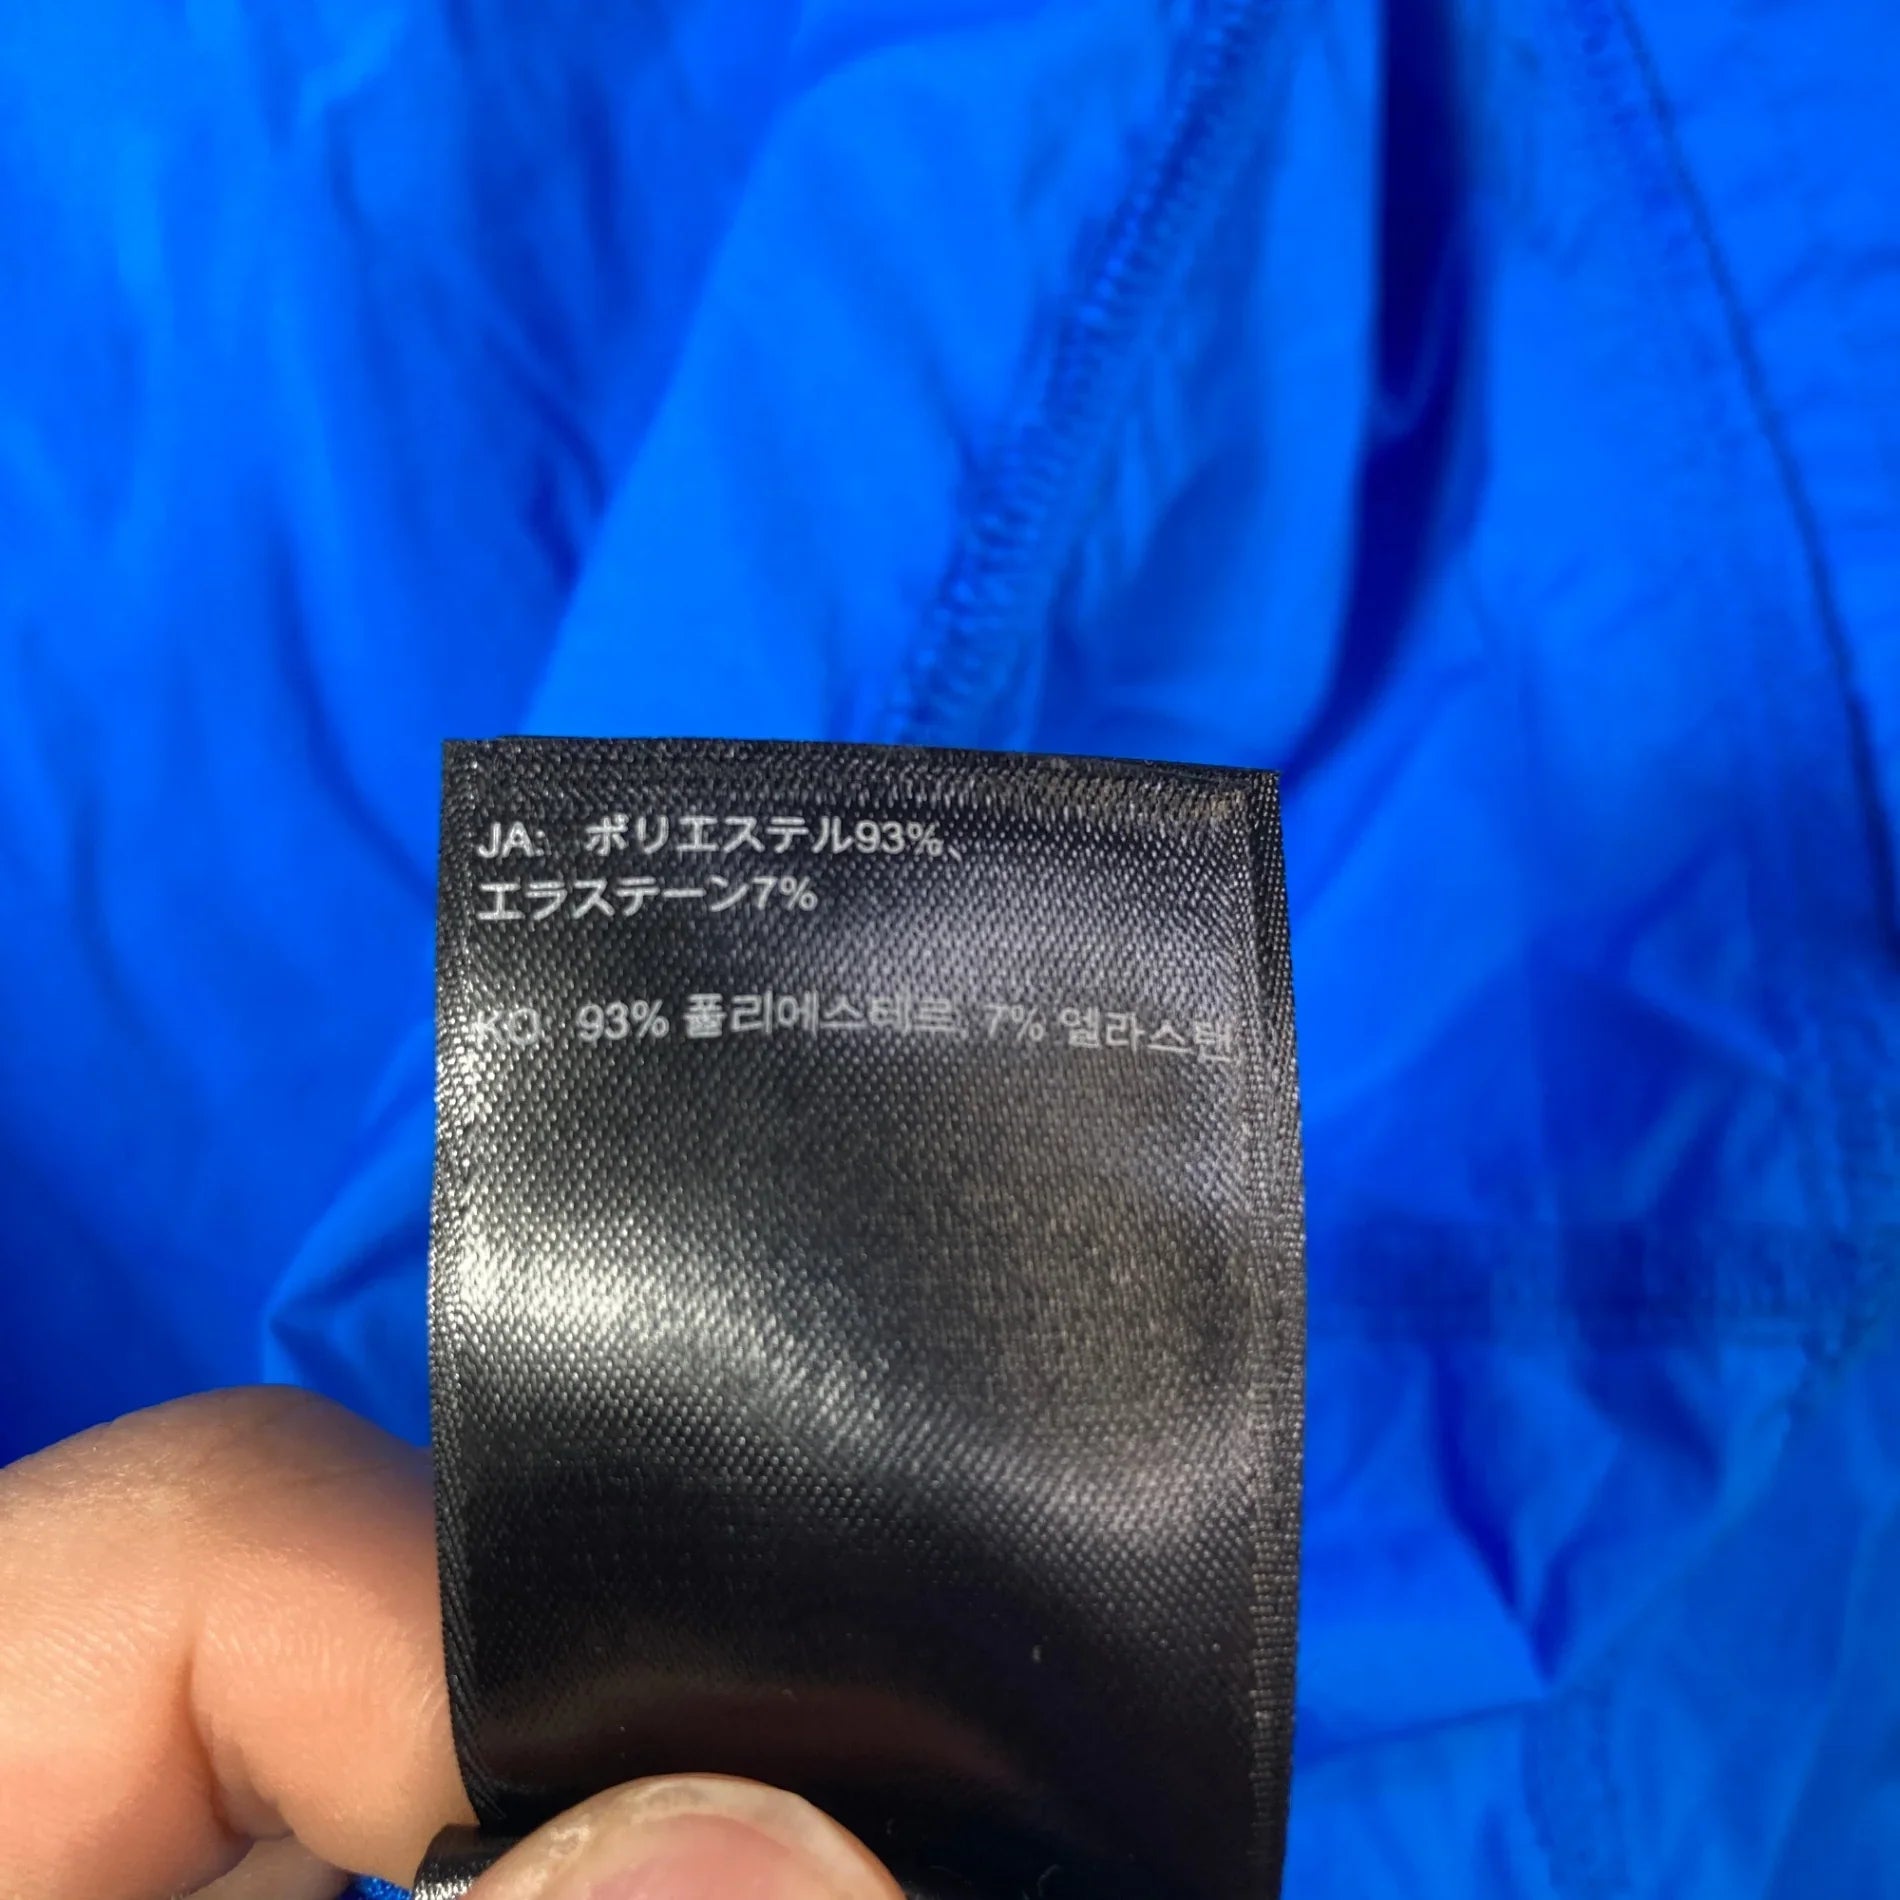 JA: ポリエステル93%、
エラステーン7%
KO: 93% 폴리에스테르, 7% 엘라스탠